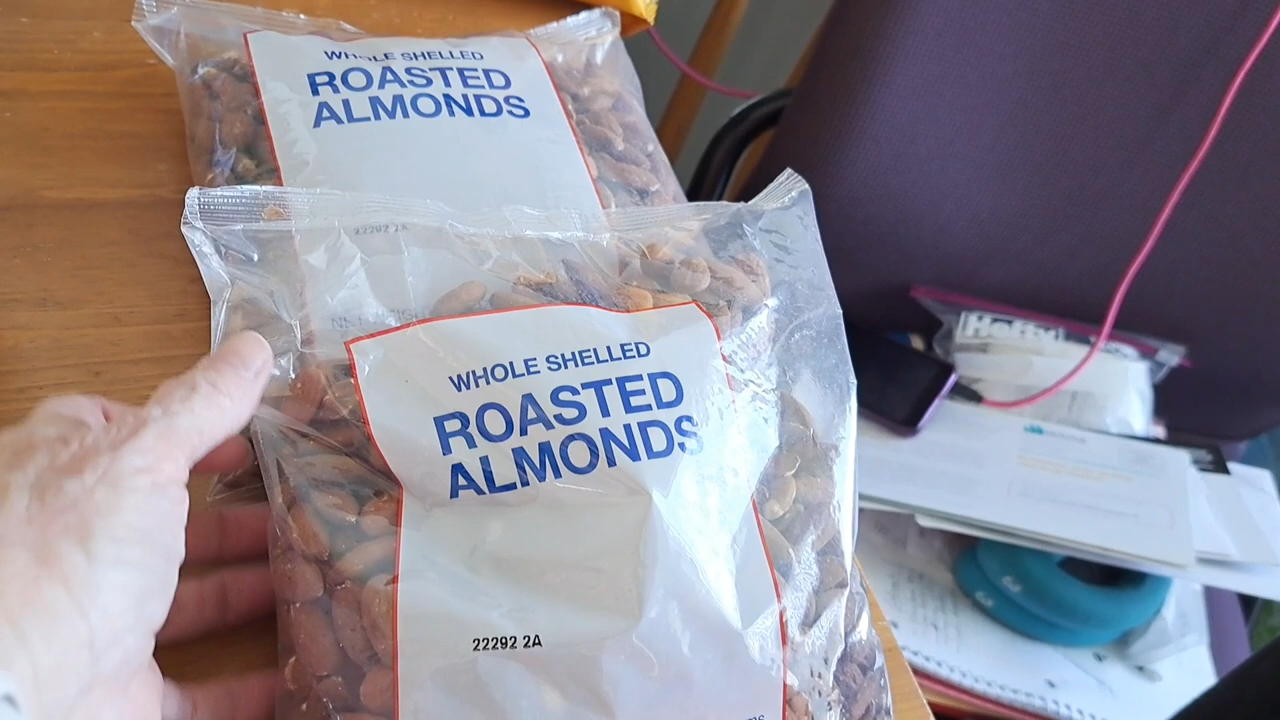 WHOLE SHELLED
ROASTED
ALMONDS
22292 2A
WHOLE SHELLED
ROASTED
ALMONDS
22292 2A
Hefty